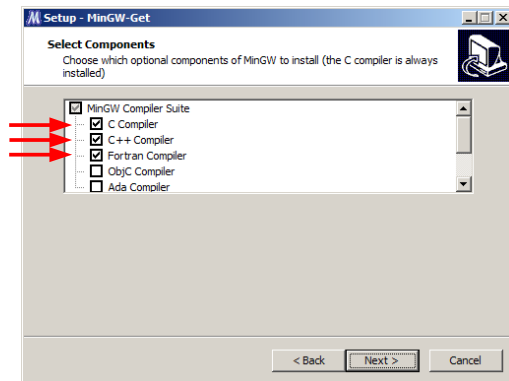 Setup - MinGW-Get
Select Components
Choose which optional components of MinGW to install (the C compiler is always
installed)
MinGW Compiler Suite
C Compiler
C++ Compiler
Fortran Compiler
ObjC Compiler
Ada Compiler
< Back Next > Cancel